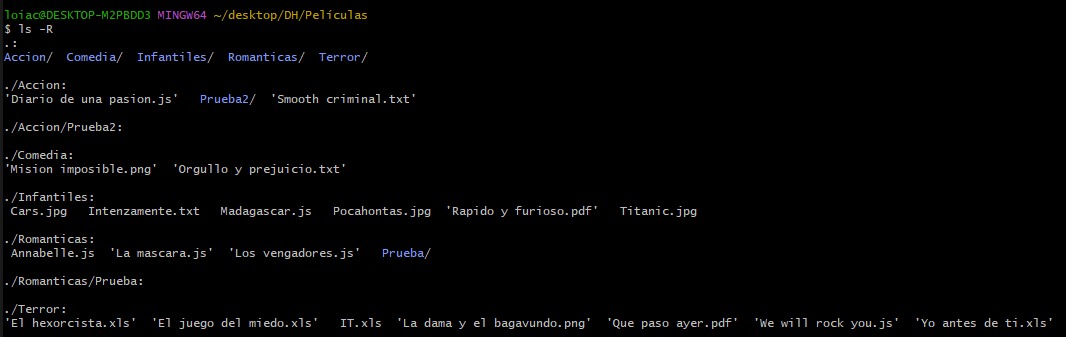 loiac@DESKTOP-M2PBDD3 MINGW64 ~/desktop/DH/Películas
$ ls -R
.:
Accion/  Comedia/  Infantiles/  Romanticas/  Terror/
./Accion:
'Diario de una pasion.js'   Prueba2/  'Smooth criminal.txt'
./Accion/Prueba2:
./Comedia:
'Mision imposible.png'  'Orgullo y prejuicio.txt'
./Infantiles:
Cars.jpg   Intenzamente.txt   Madagascar.js   Pocahontas.jpg  'Rapido y furioso.pdf'   Titanic.jpg
./Romanticas:
Annabelle.js  'La mascara.js'  'Los vengadores.js'   Prueba/
./Romanticas/Prueba:
./Terror:
'El hexorcista.xls'  'El juego del miedo.xls'   IT.xls  'La dama y el bagavundo.png'  'Que paso ayer.pdf'  'We will rock you.js'  'Yo antes de ti.xls'